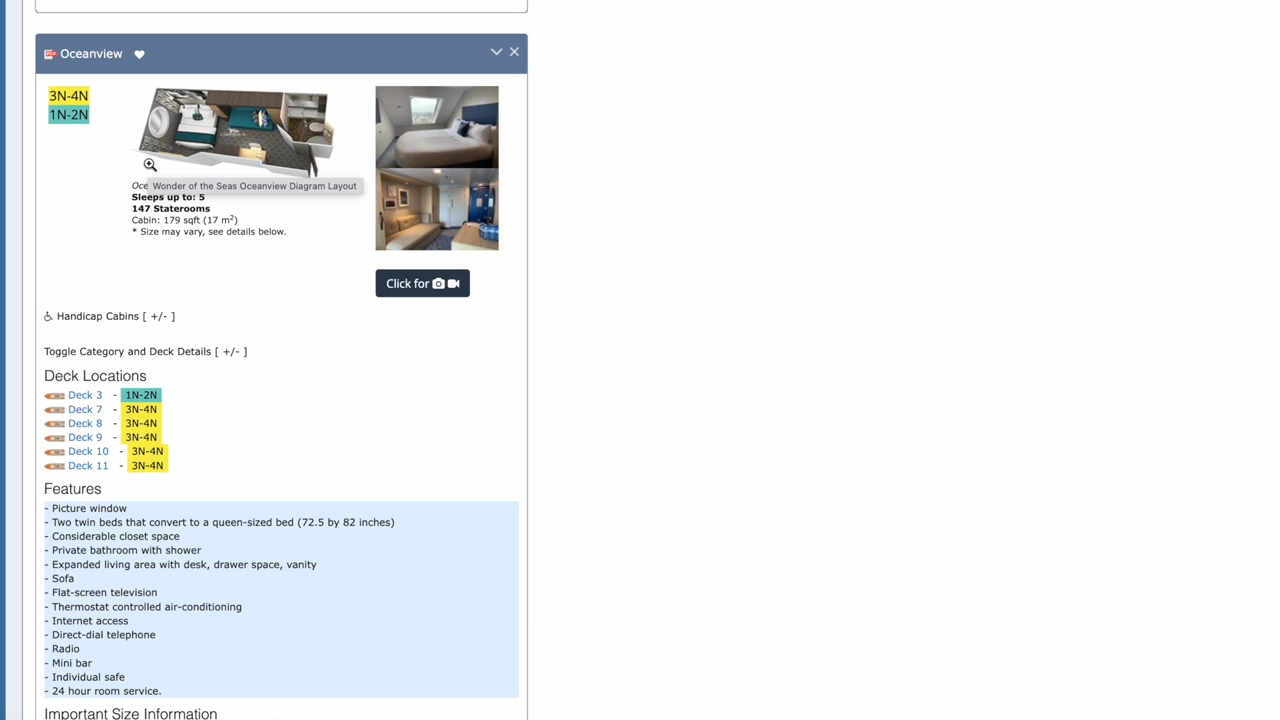 Oceanview
3N-4N
1N-2N
Oce
Wonder of the Seas Oceanview Diagram Layout
Sleeps up to: 5
147 Staterooms
Cabin: 179 sqft (17 m²)
* Size may vary, see details below.
Click for
Handicap Cabins [ +/- ]
Toggle Category and Deck Details [ +/- ]
Deck Locations
Deck 3 - 1N-2N
Deck 7 - 3N-4N
Deck 8 - 3N-4N
Deck 9 - 3N-4N
Deck 10 - 3N-4N
Deck 11 - 3N-4N
Features
- Picture window
- Two twin beds that convert to a queen-sized bed (72.5 by 82 inches)
- Considerable closet space
- Private bathroom with shower
- Expanded living area with desk, drawer space, vanity
- Sofa
- Flat-screen television
- Thermostat controlled air-conditioning
- Internet access
- Direct-dial telephone
- Radio
- Mini bar
- Individual safe
- 24 hour room service.
Important Size Information